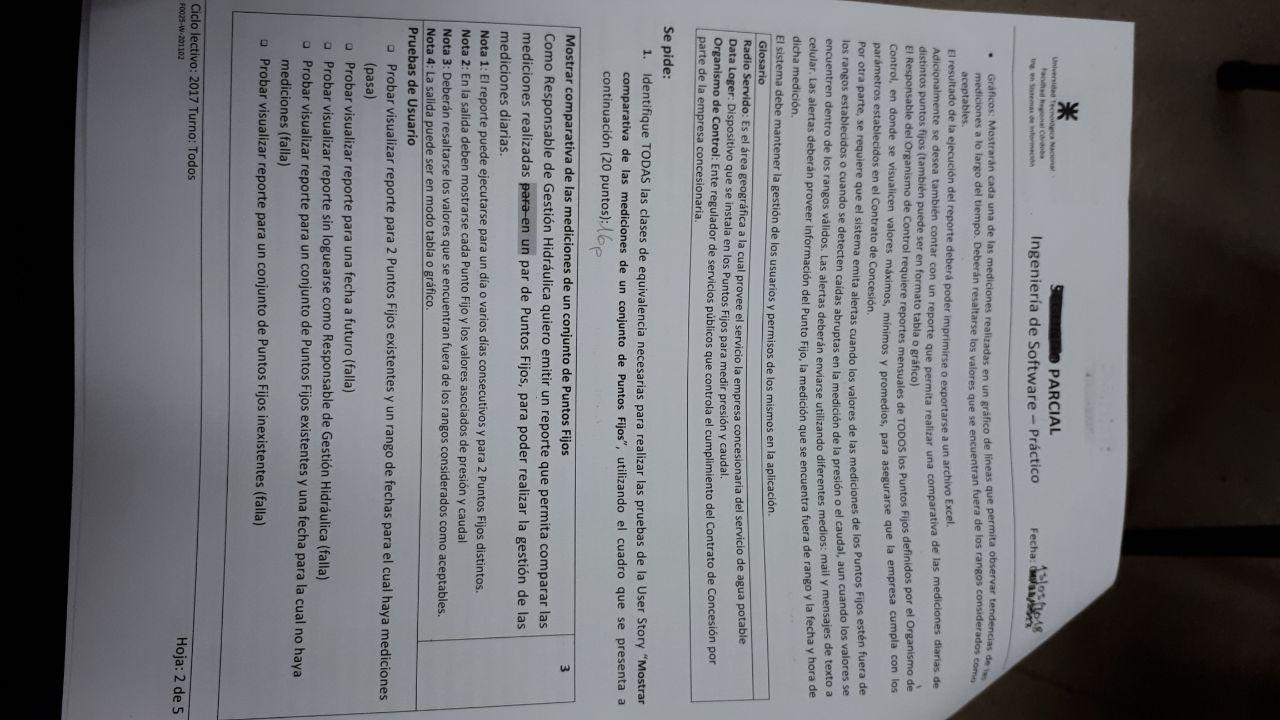 Universidad Tecnológica Nacional
Facultad Regional Córdoba
Ing. en Sistemas de Información
PARCIAL
Ingeniería de Software – Práctico
Fecha:
• Gráficos: Mostrarán cada una de las mediciones realizadas en un gráfico de líneas que permita observar tendencias de las
mediciones a lo largo del tiempo. Deberán resaltarse los valores que se encuentran fuera de los rangos considerados como
aceptables.
El resultado de la ejecución del reporte deberá poder imprimirse o exportarse a un archivo Excel.
Adicionalmente se desea también contar con un reporte que permita realizar una comparativa de las mediciones diarias de
distintos puntos fijos (también puede ser en formato tabla o gráfico)
El Responsable del Organismo de Control requiere reportes mensuales de TODOS los Puntos Fijos definidos por el Organismo de
Control, en donde se visualicen valores máximos, mínimos y promedios, para asegurarse que la empresa cumpla con los
parámetros establecidos en el Contrato de Concesión.
Por otra parte, se requiere que el sistema emita alertas cuando los valores de las mediciones de los Puntos Fijos estén fuera de
los rangos establecidos o cuando se detecten caídas abruptas en la medición de la presión o el caudal, aun cuando los valores se
encuentren dentro de los rangos válidos. Las alertas deberán enviarse utilizando diferentes medios: mail y mensajes de texto a
celular. Las alertas deberán proveer información del Punto Fijo, la medición que se encuentra fuera de rango y la fecha y hora de
dicha medición.
El sistema debe mantener la gestión de los usuarios y permisos de los mismos en la aplicación.
Glosario
Radio Servido: Es el área geográfica a la cual provee el servicio la empresa concesionaria del servicio de agua potable
Data Loger: Dispositivo que se instala en los Puntos Fijos para medir presión y caudal.
Organismo de Control: Ente regulador de servicios públicos que controla el cumplimiento del Contrato de Concesión por
parte de la empresa concesionaria.
Se pide:
1. Identifique TODAS las clases de equivalencia necesarias para realizar las pruebas de la User Story "Mostrar
comparativa de las mediciones de un conjunto de Puntos Fijos", utilizando el cuadro que se presenta a
continuación (20 puntos): 16p
Mostrar comparativa de las mediciones de un conjunto de Puntos Fijos 3
Como Responsable de Gestión Hidráulica quiero emitir un reporte que permita comparar las
mediciones realizadas para en un par de Puntos Fijos, para poder realizar la gestión de las
mediciones diarias.
Nota 1: El reporte puede ejecutarse para un día o varios días consecutivos y para 2 Puntos Fijos distintos.
Nota 2: En la salida deben mostrarse cada Punto Fijo y los valores asociados de presión y caudal
Nota 3: Deberán resaltarse los valores que se encuentran fuera de los rangos considerados como aceptables.
Nota 4: La salida puede ser en modo tabla o gráfico.
Pruebas de Usuario
□ Probar visualizar reporte para 2 Puntos Fijos existentes y un rango de fechas para el cual haya mediciones
(pasa)
□ Probar visualizar reporte para una fecha a futuro (falla)
□ Probar visualizar reporte sin loguearse como Responsable de Gestión Hidráulica (falla)
□ Probar visualizar reporte para un conjunto de Puntos Fijos existentes y una fecha para la cual no haya
mediciones (falla)
□ Probar visualizar reporte para un conjunto de Puntos Fijos inexistentes (falla)
Ciclo lectivo: 2017 Turno: Todos
F0025-W-201102
Hoja: 2 de 5